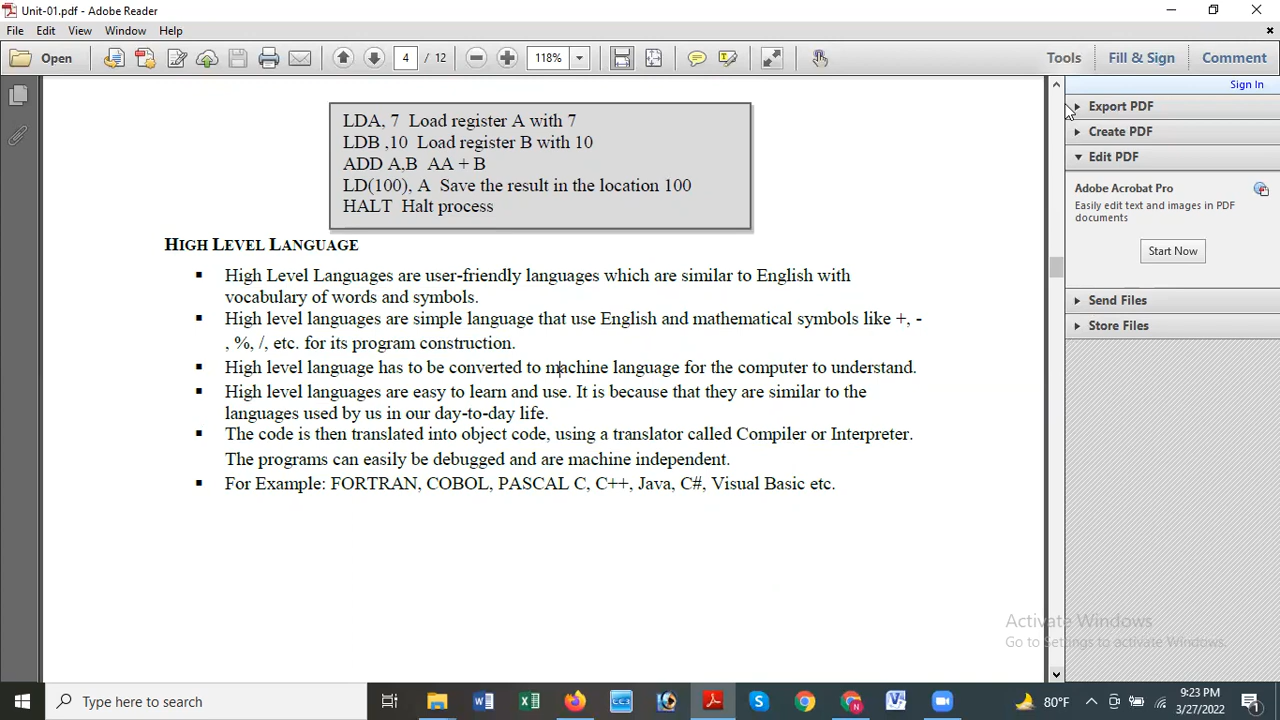 Unit-01.pdf - Adobe Reader
File Edit View Window Help
Open 4 / 12 118% Tools Fill & Sign Comment
Sign In
Export PDF
Create PDF
Edit PDF
Adobe Acrobat Pro
Easily edit text and images in PDF
documents
Start Now
Send Files
Store Files
LDA, 7 Load register A with 7
LDB ,10 Load register B with 10
ADD A,B AA + B
LD(100), A Save the result in the location 100
HALT Halt process
HIGH LEVEL LANGUAGE
▪ High Level Languages are user-friendly languages which are similar to English with
vocabulary of words and symbols.
▪ High level languages are simple language that use English and mathematical symbols like +, -
, %, /, etc. for its program construction.
▪ High level language has to be converted to machine language for the computer to understand.
▪ High level languages are easy to learn and use. It is because that they are similar to the
languages used by us in our day-to-day life.
▪ The code is then translated into object code, using a translator called Compiler or Interpreter.
The programs can easily be debugged and are machine independent.
▪ For Example: FORTRAN, COBOL, PASCAL C, C++, Java, C#, Visual Basic etc.
Activate Windows
Go to Settings to activate Windows.
Type here to search
CC3
N
80°F
9:23 PM
3/27/2022
1